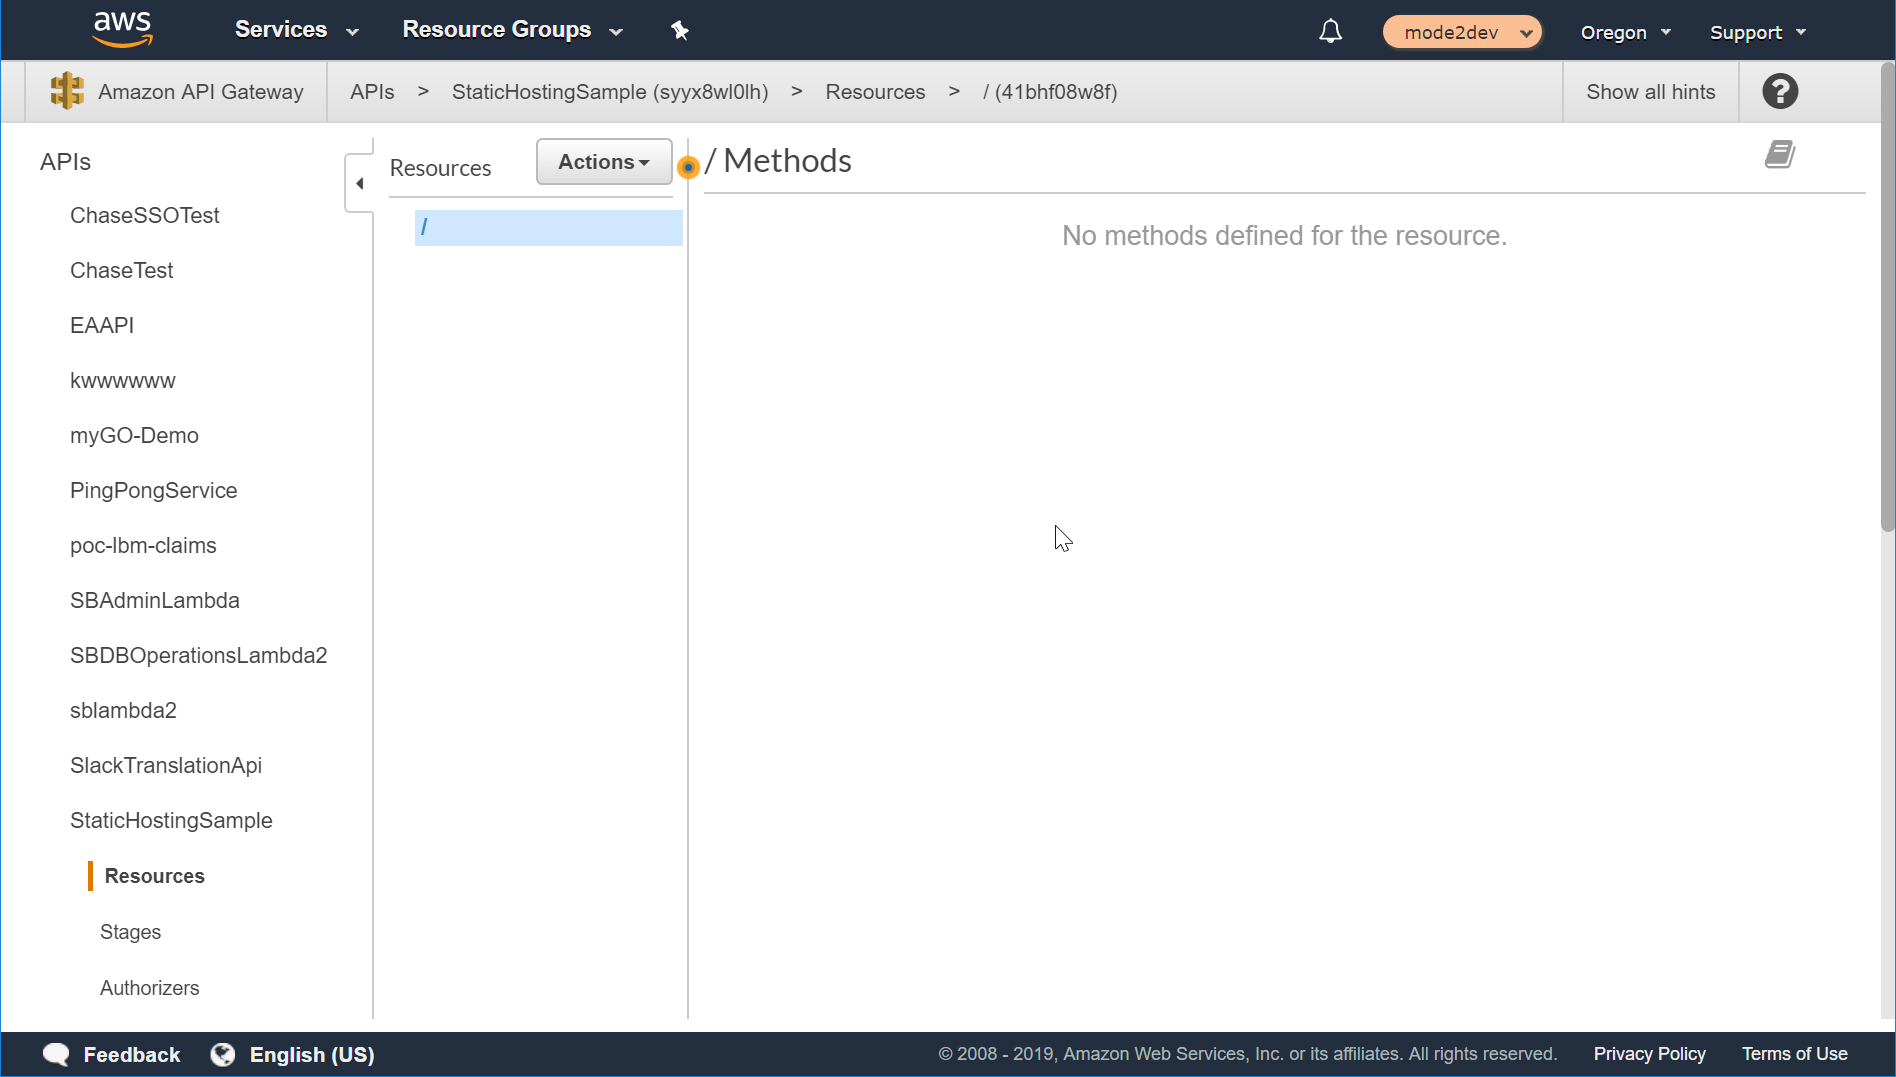 aws Services Resource Groups mode2dev Oregon Support
Amazon API Gateway APIs > StaticHostingSample (syyx8wl0lh) > Resources > / (41bhf08w8f) Show all hints ?
APIs
ChaseSSOTest
ChaseTest
EAAPI
kwwwwww
myGO-Demo
PingPongService
poc-lbm-claims
SBAdminLambda
SBDBOperationsLambda2
sblambda2
SlackTranslationApi
StaticHostingSample
Resources
Stages
Authorizers
Resources Actions
/
/ Methods
No methods defined for the resource.
Feedback English (US) © 2008 - 2019, Amazon Web Services, Inc. or its affiliates. All rights reserved. Privacy Policy Terms of Use